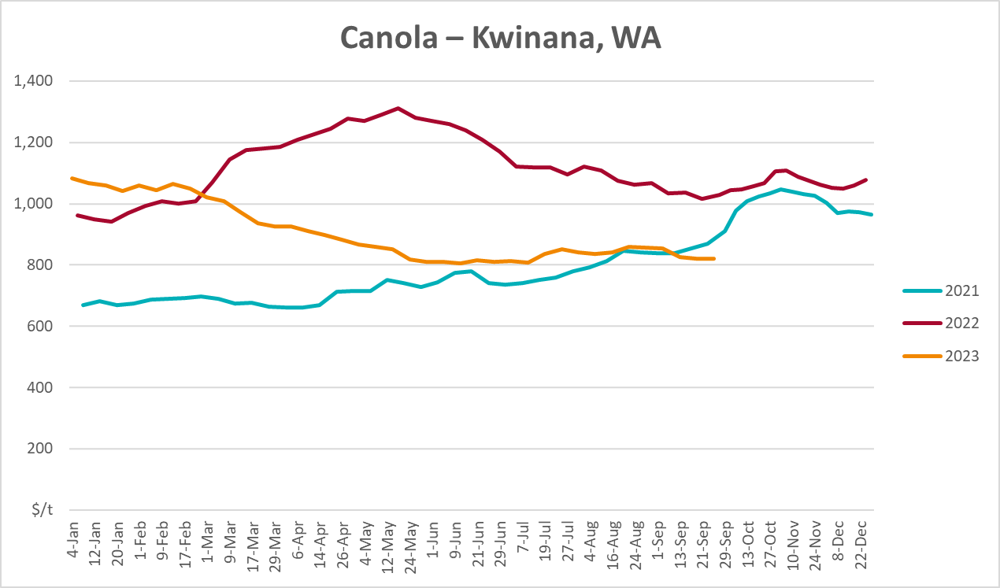 Canola – Kwinana, WA
1,400
1,200
1,000
800
600
400
200
$/t
4-Jan
12-Jan
20-Jan
1-Feb
9-Feb
17-Feb
1-Mar
9-Mar
17-Mar
29-Mar
6-Apr
14-Apr
26-Apr
4-May
12-May
24-May
1-Jun
9-Jun
21-Jun
29-Jun
7-Jul
19-Jul
27-Jul
4-Aug
16-Aug
24-Aug
1-Sep
13-Sep
21-Sep
29-Sep
13-Oct
27-Oct
10-Nov
24-Nov
8-Dec
22-Dec
2021
2022
2023